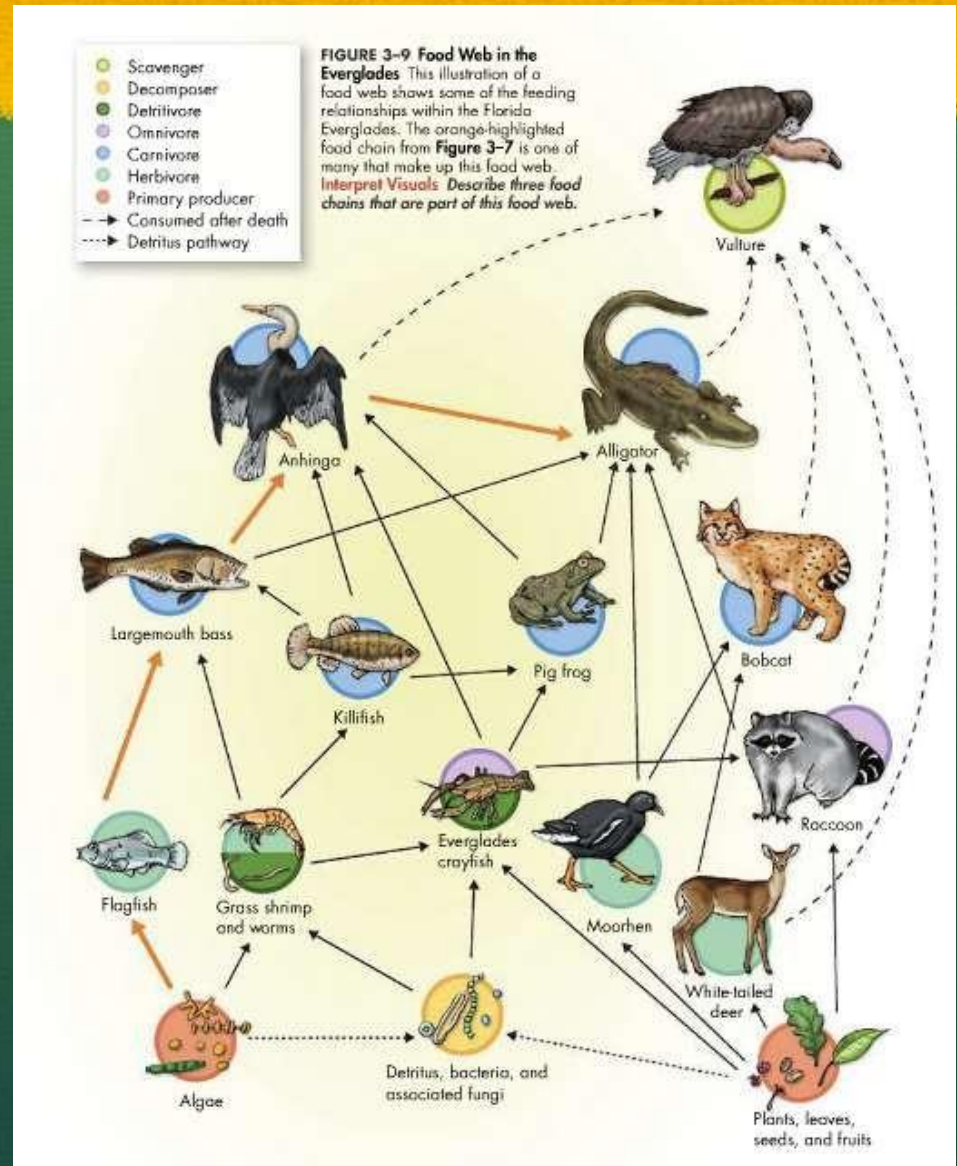 Scavenger
Decomposer
Detritivore
Omnivore
Carnivore
Herbivore
Primary producer
Consumed after death
Detritus pathway
FIGURE 3–9 Food Web in the
Everglades This illustration of a
food web shows some of the feeding
relationships within the Florida
Everglades. The orange-highlighted
food chain from Figure 3–7 is one of
many that make up this food web.
Interpret Visuals Describe three food
chains that are part of this food web.
Vulture
Anhinga
Alligator
Largemouth bass
Killifish
Pig frog
Bobcat
Raccoon
Flagfish
Grass shrimp
and worms
Everglades
crayfish
Moorhen
White-tailed
deer
Algae
Detritus, bacteria, and
associated fungi
Plants, leaves,
seeds, and fruits